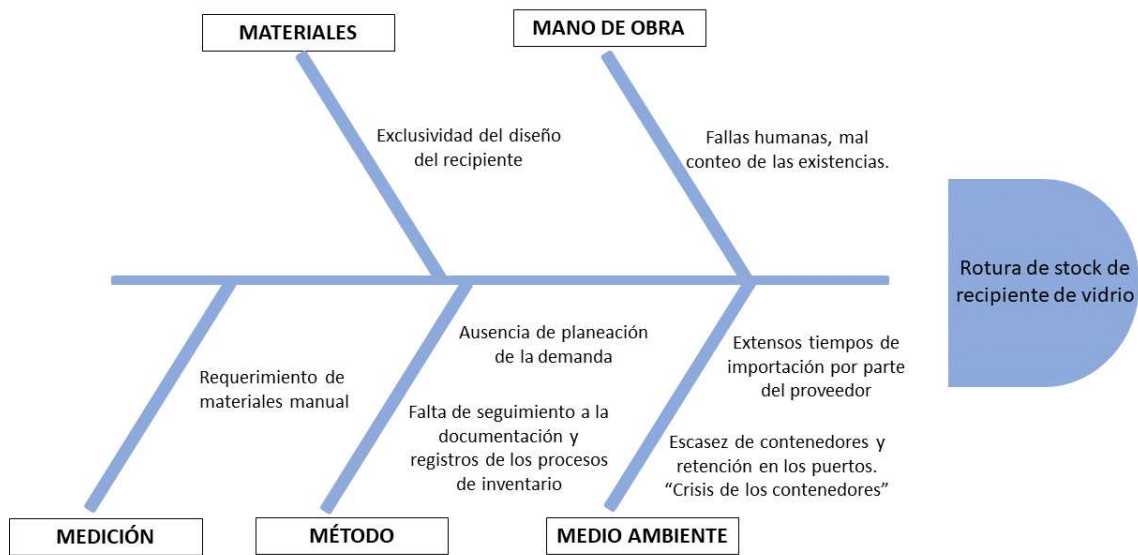 MATERIALES
MANO DE OBRA
Exclusividad del diseño
del recipiente
Fallas humanas, mal
conteo de las existencias.
Rotura de stock de
recipiente de vidrio
Requerimiento de
materiales manual
Ausencia de planeación
de la demanda
Falta de seguimiento a la
documentación y
registros de los procesos
de inventario
Extensos tiempos de
importación por parte
del proveedor
Escasez de contenedores y
retención en los puertos.
“Crisis de los contenedores”
MEDICIÓN
MÉTODO
MEDIO AMBIENTE